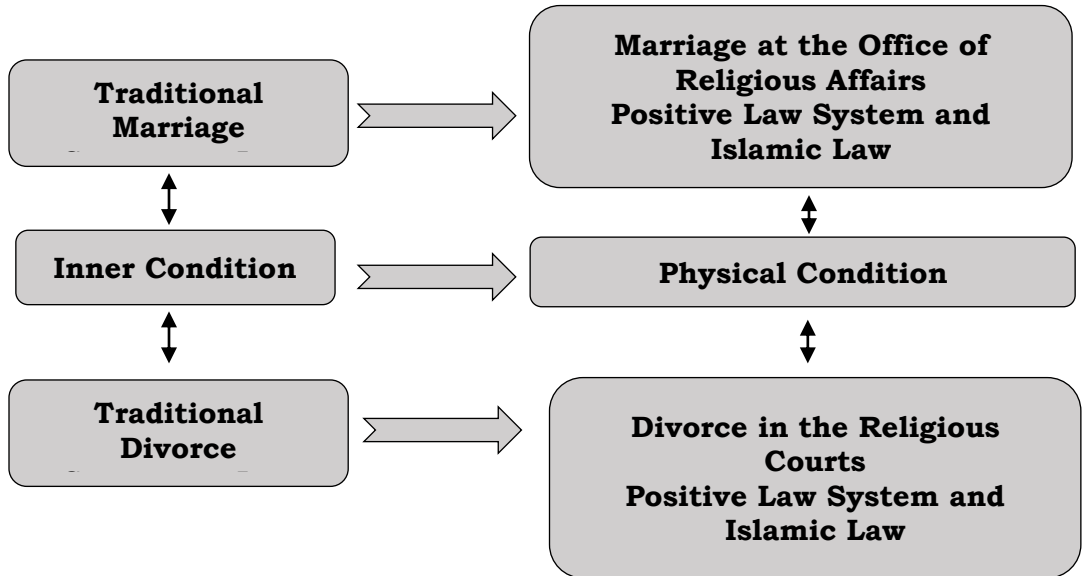 Traditional
Marriage
Marriage at the Office of
Religious Affairs
Positive Law System and
Islamic Law
Inner Condition
Physical Condition
Traditional
Divorce
Divorce in the Religious
Courts
Positive Law System and
Islamic Law